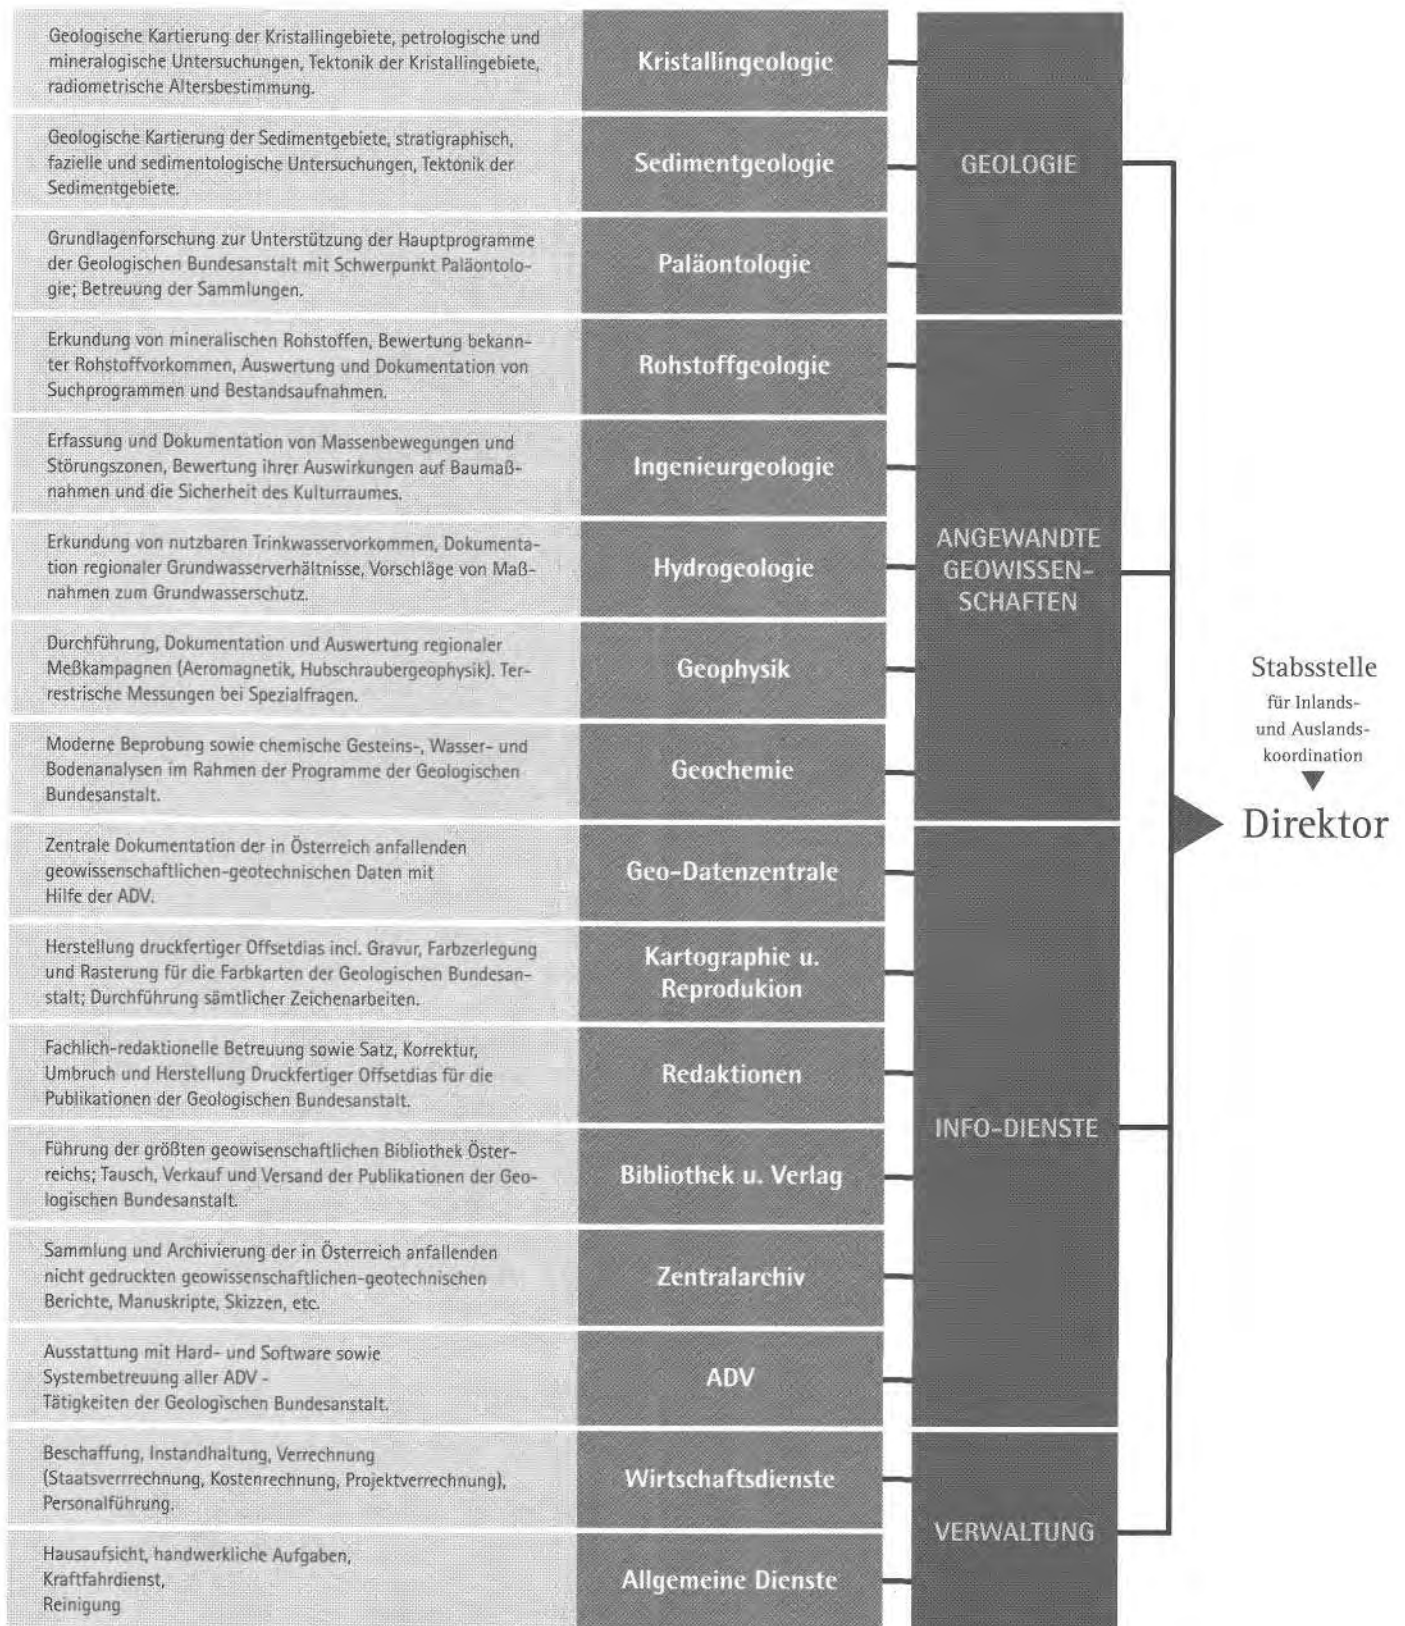 Geologische Kartierung der Kristallingebiete, petrologische und
mineralogische Untersuchungen, Tektonik der Kristallingebiete,
radiometrische Altersbestimmung.
Kristallingeologie
Geologische Kartierung der Sedimentgebiete, stratigraphisch,
fazielle und sedimentologische Untersuchungen, Tektonik der
Sedimentgebiete.
Sedimentgeologie
GEOLOGIE
Grundlagenforschung zur Unterstützung der Hauptprogramme
der Geologischen Bundesanstalt mit Schwerpunkt Paläontolo-
gie; Betreuung der Sammlungen.
Paläontologie
Erkundung von mineralischen Rohstoffen, Bewertung bekann-
ter Rohstoffvorkommen, Auswertung und Dokumentation von
Suchprogrammen und Bestandsaufnahmen.
Rohstoffgeologie
Erfassung und Dokumentation von Massenbewegungen und
Störungszonen, Bewertung ihrer Auswirkungen auf Baumaß-
nahmen und die Sicherheit des Kulturraumes.
Ingenieurgeologie
Erkundung von nutzbaren Trinkwasservorkommen, Dokumenta-
tion regionaler Grundwasserverhältnisse, Vorschläge von Maß-
nahmen zum Grundwasserschutz.
Hydrogeologie
ANGEWANDTE
GEOWISSEN-
SCHAFTEN
Durchführung, Dokumentation und Auswertung regionaler
Meßkampagnen (Aeromagnetik, Hubschraubergeophysik). Ter-
restrische Messungen bei Spezialfragen.
Geophysik
Moderne Beprobung sowie chemische Gesteins-, Wasser- und
Bodenanalysen im Rahmen der Programme der Geologischen
Bundesanstalt.
Geochemie
Stabsstelle
für Inlands-
und Auslands-
koordination
Direktor
Zentrale Dokumentation der in Österreich anfallenden
geowissenschaftlichen-geotechnischen Daten mit
Hilfe der ADV.
Geo-Datenzentrale
Herstellung druckfertiger Offsetdias incl. Gravur, Farbzerlegung
und Rasterung für die Farbkarten der Geologischen Bundesan-
stalt; Durchführung sämtlicher Zeichenarbeiten.
Kartographie u.
Reprodukion
Fachlich-redaktionelle Betreuung sowie Satz, Korrektur,
Umbruch und Herstellung Druckfertiger Offsetdias für die
Publikationen der Geologischen Bundesanstalt.
Redaktionen
INFO-DIENSTE
Führung der größten geowisenschaftlichen Bibliothek Öster-
reichs; Tausch, Verkauf und Versand der Publikationen der Geo-
logischen Bundesanstalt.
Bibliothek u. Verlag
Sammlung und Archivierung der in Österreich anfallenden
nicht gedruckten geowissenschaftlichen-geotechnischen
Berichte, Manuskripte, Skizzen, etc.
Zentralarchiv
Ausstattung mit Hard- und Software sowie
Systembetreuung aller ADV -
Tätigkeiten der Geologischen Bundesanstalt.
ADV
Beschaffung, Instandhaltung, Verrechnung
(Staatsverrrechnung, Kostenrechnung, Projektverrechnung),
Personalführung.
Wirtschaftsdienste
VERWALTUNG
Hausaufsicht, handwerkliche Aufgaben,
Kraftfahrdienst,
Reinigung
Allgemeine Dienste